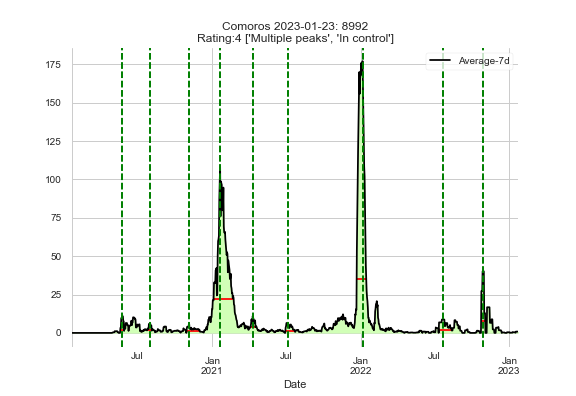 Comoros 2023-01-23: 8992
Rating:4 ['Multiple peaks', 'In control']
Average-7d
175
150
125
100
75
50
25
0
Jul
Jan
2021
Jul
Jan
2022
Jul
Jan
2023
Date